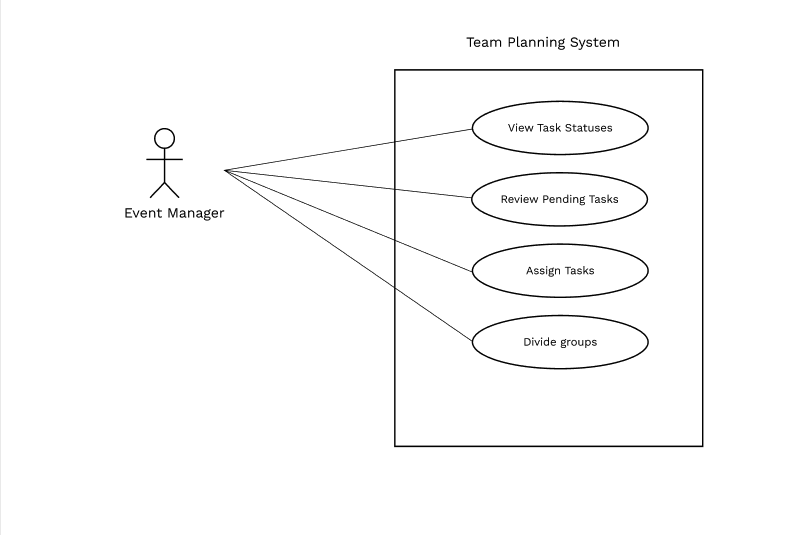 Team Planning System
View Task Statuses
Review Pending Tasks
Event Manager
Assign Tasks
Divide groups